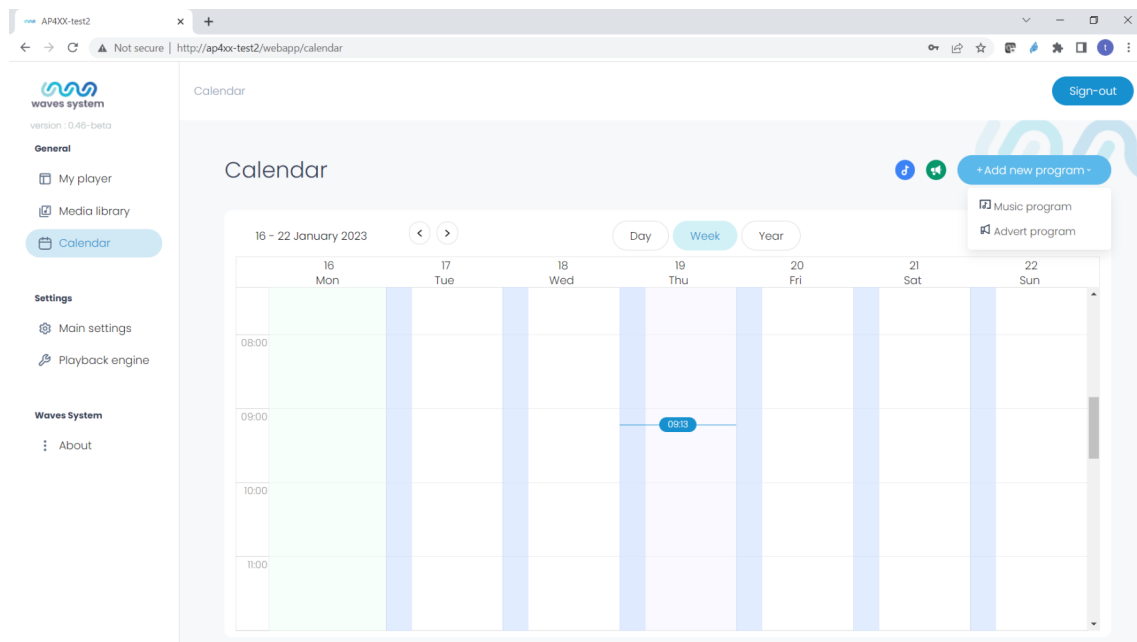 AP4XX-test2
Not secure | http://ap4xx-test2/webapp/calendar
t
waves system
version : 0.46-beta
General
My player
Media library
Calendar
Settings
Main settings
Playback engine
Waves System
About
Calendar
Sign-out
Calendar
+Add new program
Music program
Advert program
16 - 22 January 2023
Day
Week
Year
16
Mon
17
Tue
18
Wed
19
Thu
20
Fri
21
Sat
22
Sun
08:00
09:00
09:13
10:00
11:00